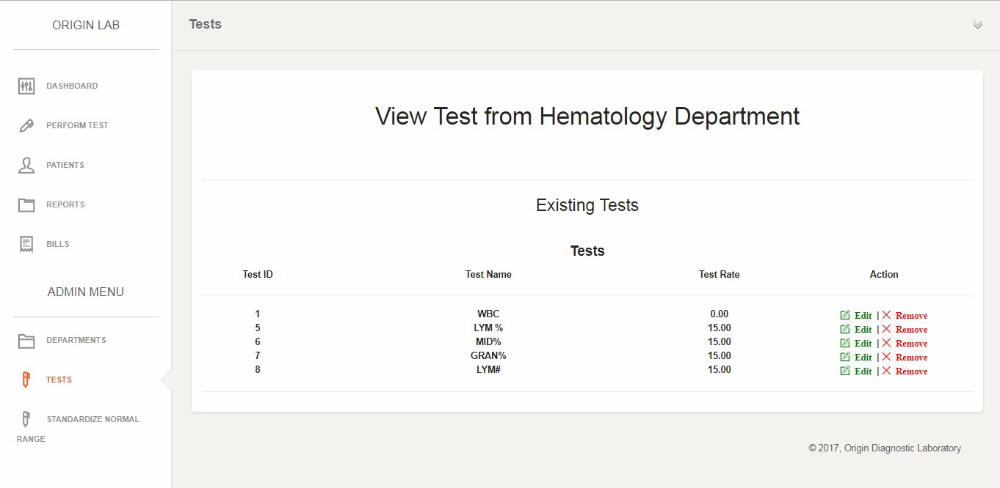 ORIGIN LAB
DASHBOARD
PERFORM TEST
PATIENTS
REPORTS
BILLS
ADMIN MENU
DEPARTMENTS
TESTS
STANDARDIZE NORMAL
RANGE
Tests
View Test from Hematology Department
Existing Tests
Tests
Test ID Test Name Test Rate Action
1 WBC 0.00 Edit | Remove
5 LYM % 15.00 Edit | Remove
6 MID% 15.00 Edit | Remove
7 GRAN% 15.00 Edit | Remove
8 LYM# 15.00 Edit | Remove
© 2017, Origin Diagnostic Laboratory